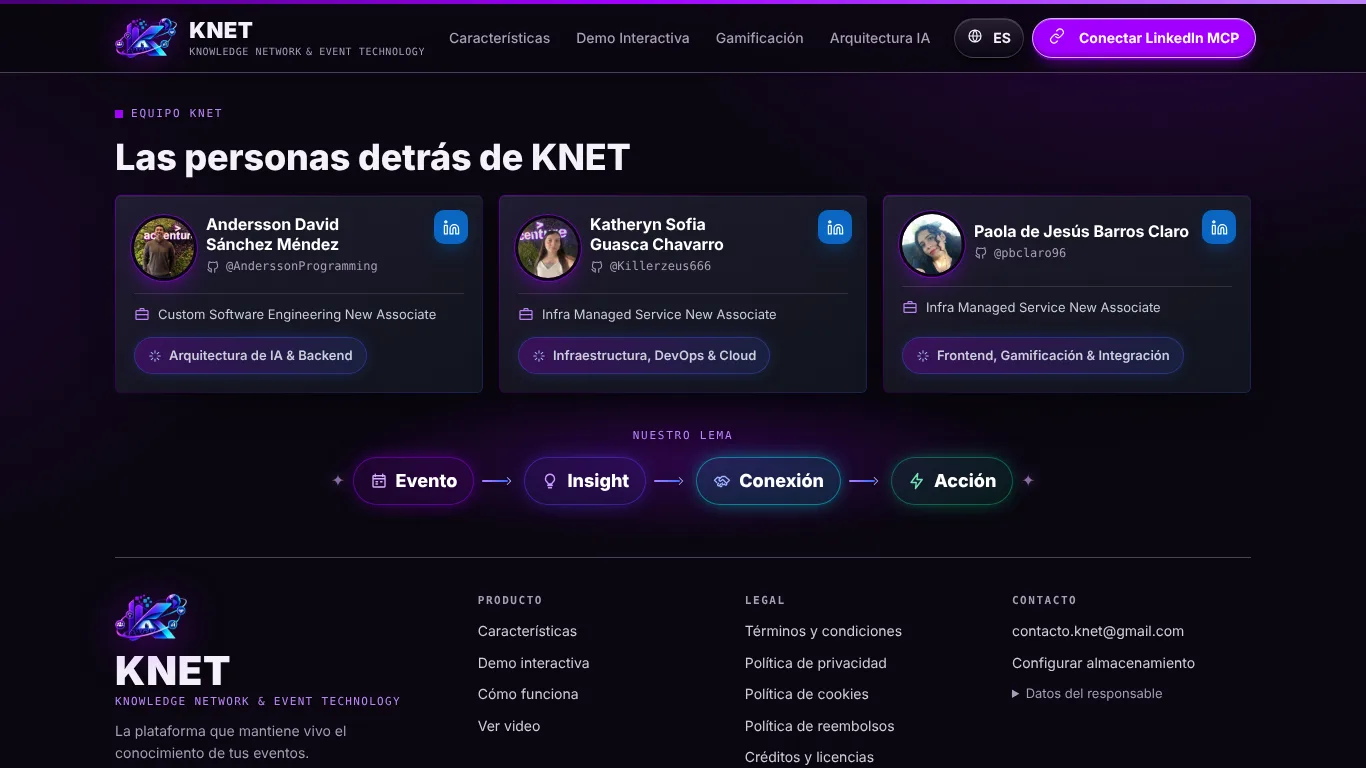 KNET
KNOWLEDGE NETWORK & EVENT TECHNOLOGY
Características
Demo Interactiva
Gamificación
Arquitectura IA
ES
Conectar LinkedIn MCP
EQUIPO KNET
Las personas detrás de KNET
Andersson David
Sánchez Méndez
@AnderssonProgramming
Custom Software Engineering New Associate
Arquitectura de IA & Backend
Katheryn Sofia
Guasca Chavarro
@Killerzeus666
Infra Managed Service New Associate
Infraestructura, DevOps & Cloud
Paola de Jesús Barros Claro
@pbclaro96
Infra Managed Service New Associate
Frontend, Gamificación & Integración
NUESTRO LEMA
Evento
Insight
Conexión
Acción
KNET
KNOWLEDGE NETWORK & EVENT TECHNOLOGY
La plataforma que mantiene vivo el
conocimiento de tus eventos.
PRODUCTO
Características
Demo interactiva
Cómo funciona
Ver video
LEGAL
Términos y condiciones
Política de privacidad
Política de cookies
Política de reembolsos
Créditos y licencias
CONTACTO
contacto.knet@gmail.com
Configurar almacenamiento
Datos del responsable